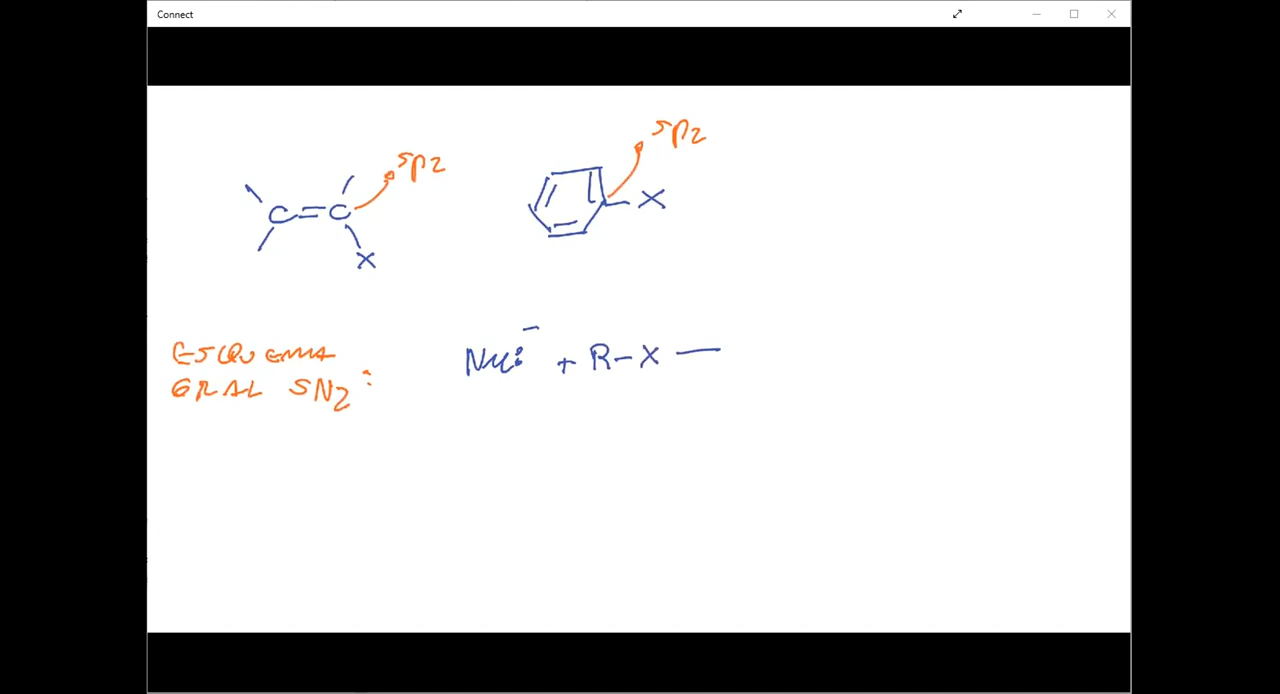 Connect
sp2
sp2
C=C
X
X
ESQUEMA
GRAL SN2:
Nu:⁻ + R-X —